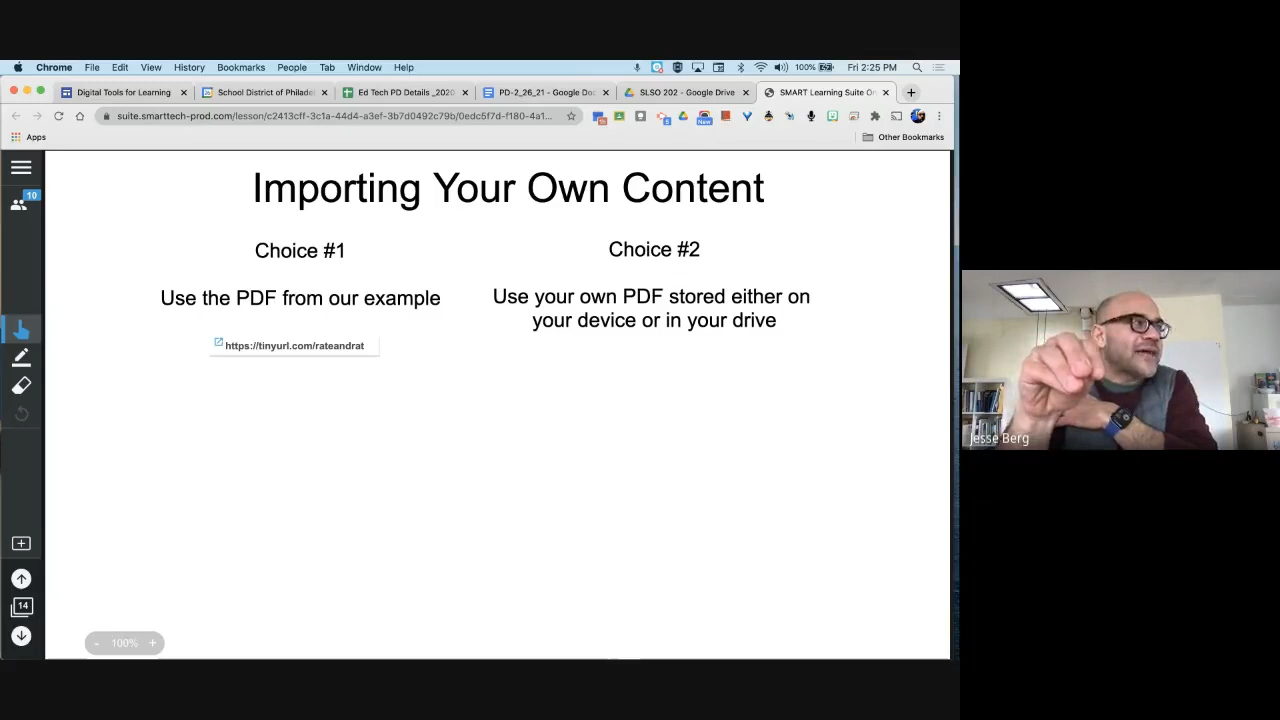 Chrome File Edit View History Bookmarks People Tab Window Help 100% Fri 2:25 PM
Digital Tools for Learning School District of Philadel Ed Tech PD Details _202 PD-2_26_21 - Google Doc SLSO 202 - Google Drive SMART Learning Suite On
suite.smarttech-prod.com/lesson/c2413cff-3c1a-44d4-a3ef-3b7d0492c79b/0edc5f7d-f180-4a1...
Apps Other Bookmarks
10
Importing Your Own Content
Choice #1
Use the PDF from our example
https://tinyurl.com/rateandrat
Choice #2
Use your own PDF stored either on
your device or in your drive
Jesse Berg
14
- 100% +